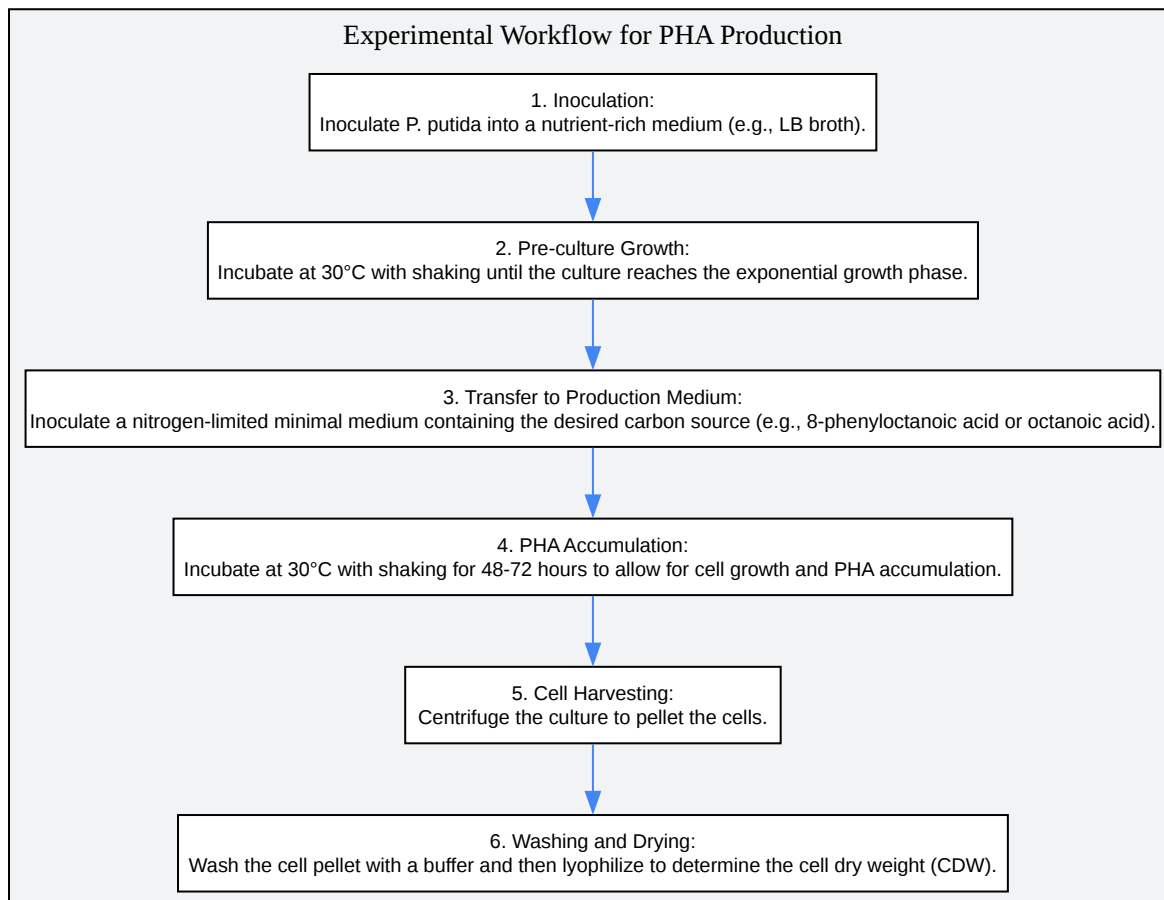 Experimental Workflow for PHA Production
1. Inoculation:
Inoculate P. putida into a nutrient-rich medium (e.g., LB broth).
2. Pre-culture Growth:
Incubate at 30°C with shaking until the culture reaches the exponential growth phase.
3. Transfer to Production Medium:
Inoculate a nitrogen-limited minimal medium containing the desired carbon source (e.g., 8-phenyloctanoic acid or octanoic acid).
4. PHA Accumulation:
Incubate at 30°C with shaking for 48-72 hours to allow for cell growth and PHA accumulation.
5. Cell Harvesting:
Centrifuge the culture to pellet the cells.
6. Washing and Drying:
Wash the cell pellet with a buffer and then lyophilize to determine the cell dry weight (CDW).